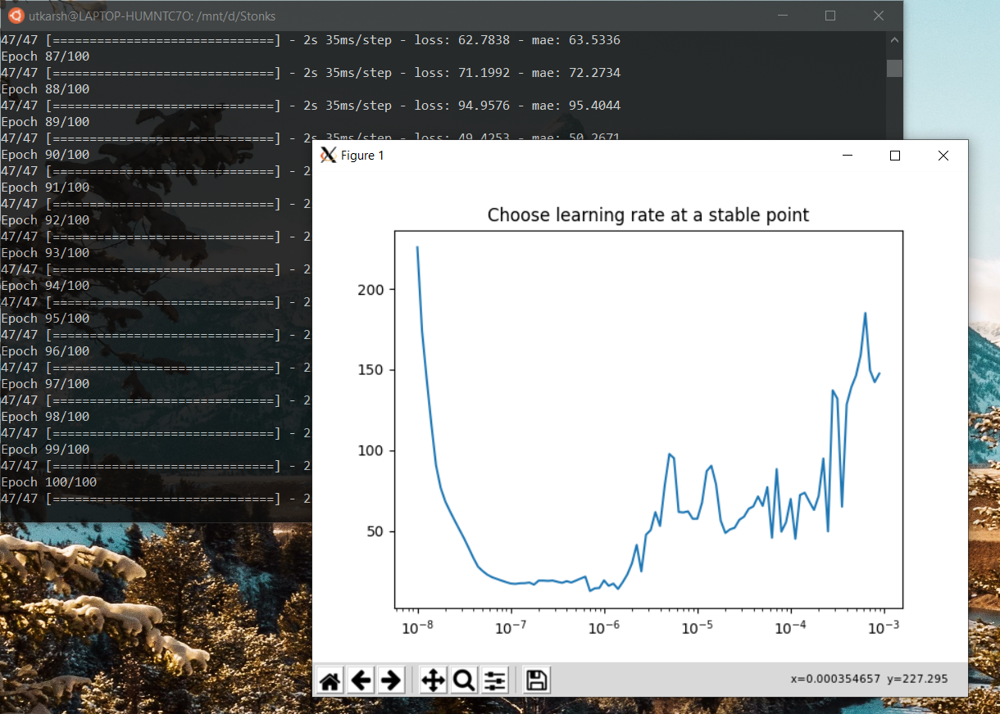 utkarsh@LAPTOP-HUMNTC7O: /mnt/d/Stonks
47/47 [==============================] - 2s 35ms/step - loss: 62.7838 - mae: 63.5336
Epoch 87/100
47/47 [==============================] - 2s 35ms/step - loss: 71.1992 - mae: 72.2734
Epoch 88/100
47/47 [==============================] - 2s 35ms/step - loss: 94.9576 - mae: 95.4044
Epoch 89/100
47/47 [==============================] - 2s 35ms/step - loss: 49.4253 - mae: 50.2671
Epoch 90/100
47/47 [==============================] - 2
Epoch 91/100
47/47 [==============================] - 2
Epoch 92/100
47/47 [==============================] - 2
Epoch 93/100
47/47 [==============================] - 2
Epoch 94/100
47/47 [==============================] - 2
Epoch 95/100
47/47 [==============================] - 2
Epoch 96/100
47/47 [==============================] - 2
Epoch 97/100
47/47 [==============================] - 2
Epoch 98/100
47/47 [==============================] - 2
Epoch 99/100
47/47 [==============================] - 2
Epoch 100/100
47/47 [==============================] - 2
Figure 1
Choose learning rate at a stable point
200
150
100
50
10⁻⁸ 10⁻⁷ 10⁻⁶ 10⁻⁵ 10⁻⁴ 10⁻³
x=0.000354657 y=227.295